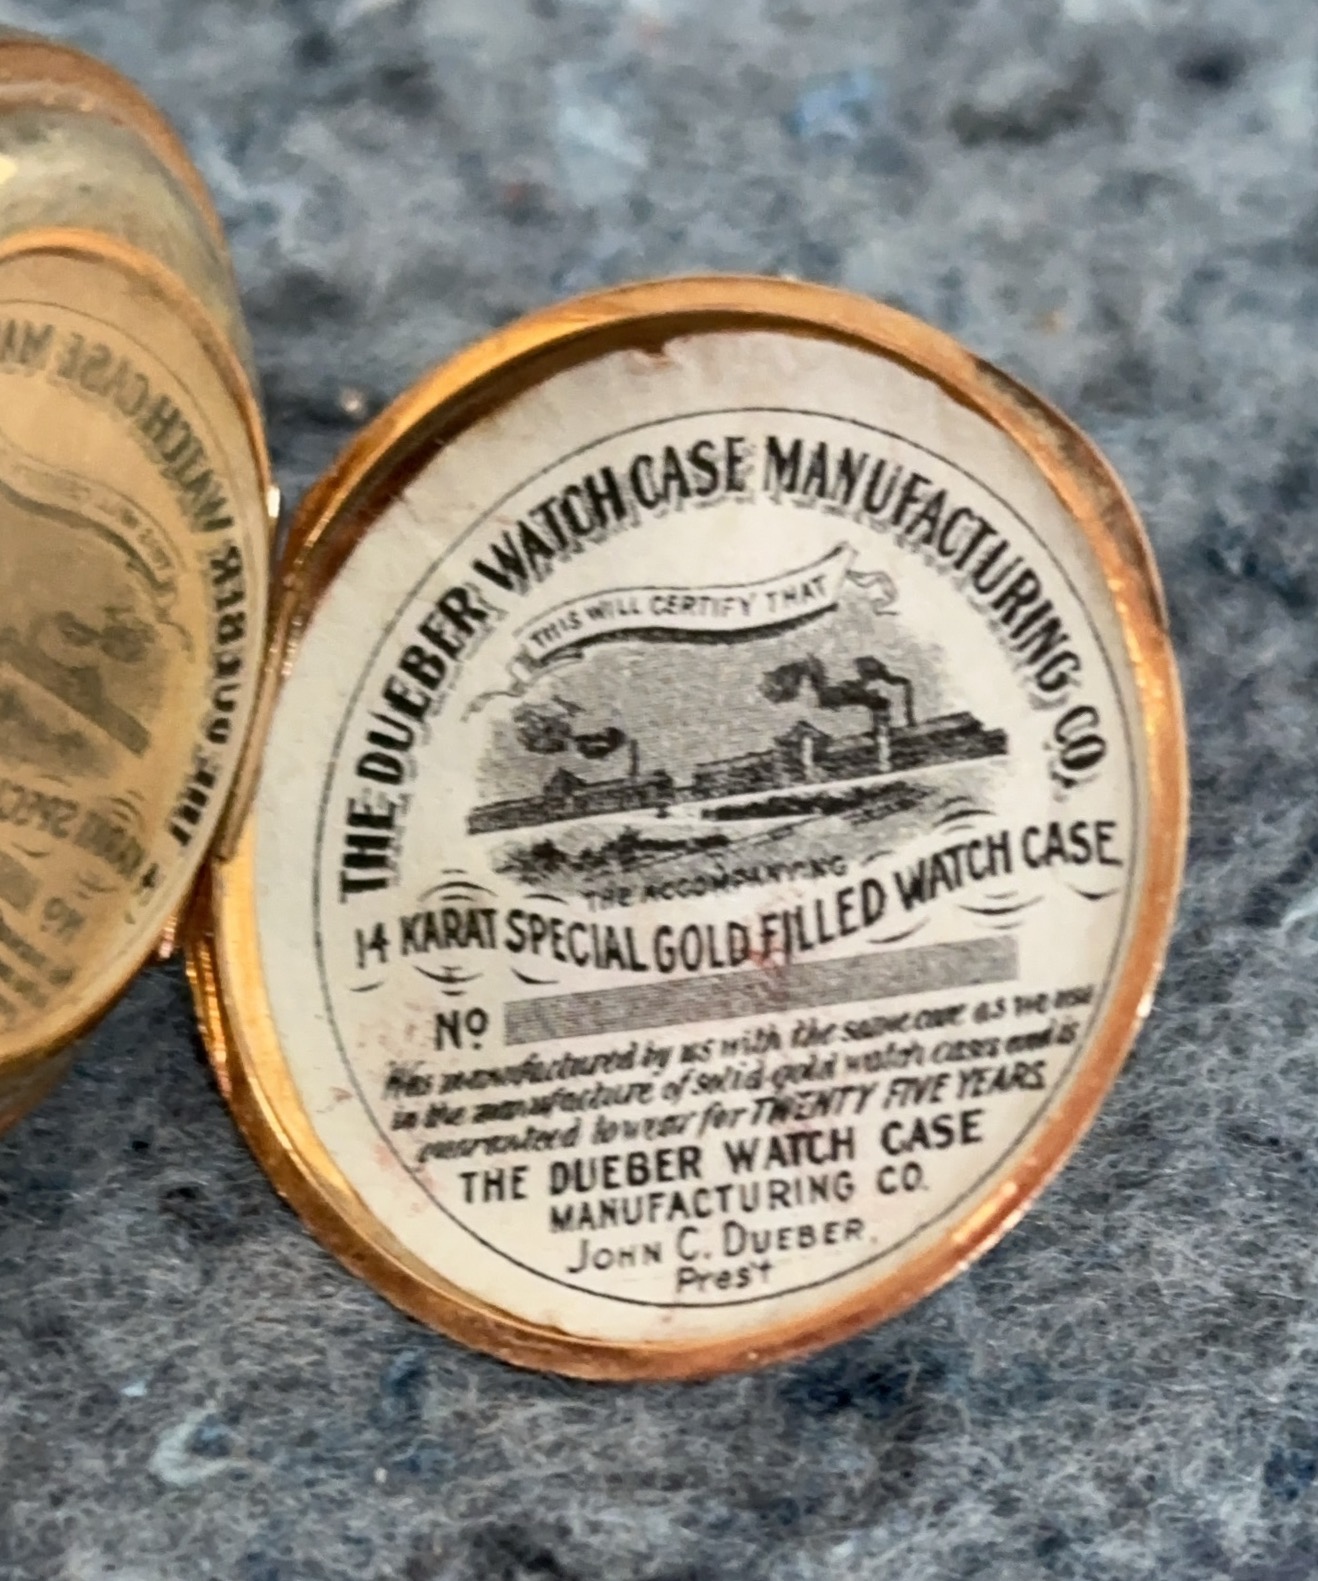 THE DUEBER WATCH CASE MANUFACTURING CO.
THIS WILL CERTIFY THAT
THE ACCOMPANYING
14 KARAT SPECIAL GOLD FILLED WATCH CASE
No
Was manufactured by us with the same care as we use
in the manufacture of solid gold watch cases and is
guaranteed to wear for TWENTY FIVE YEARS
THE DUEBER WATCH CASE
MANUFACTURING CO.
JOHN C. DUEBER,
Pres't